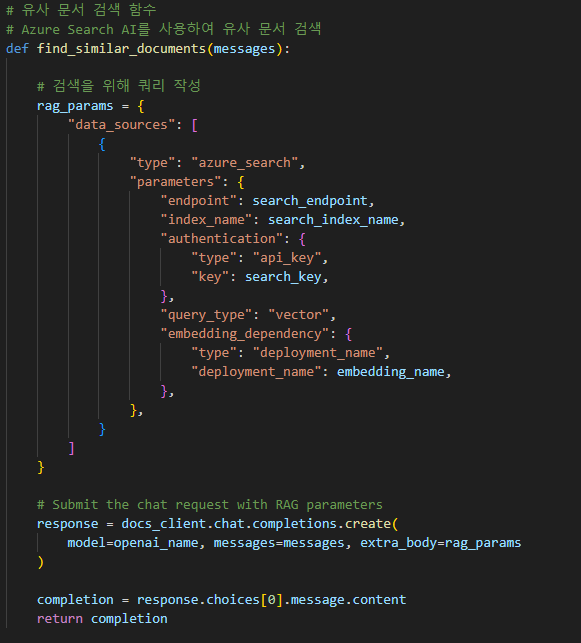 # 유사 문서 검색 함수
# Azure Search AI를 사용하여 유사 문서 검색
def find_similar_documents(messages):
    # 검색을 위해 쿼리 작성
    rag_params = {
        "data_sources": [
            {
                "type": "azure_search",
                "parameters": {
                    "endpoint": search_endpoint,
                    "index_name": search_index_name,
                    "authentication": {
                        "type": "api_key",
                        "key": search_key,
                    },
                    "query_type": "vector",
                    "embedding_dependency": {
                        "type": "deployment_name",
                        "deployment_name": embedding_name,
                    },
                },
            }
        ]
    }
    # Submit the chat request with RAG parameters
    response = docs_client.chat.completions.create(
        model=openai_name, messages=messages, extra_body=rag_params
    )
    completion = response.choices[0].message.content
    return completion